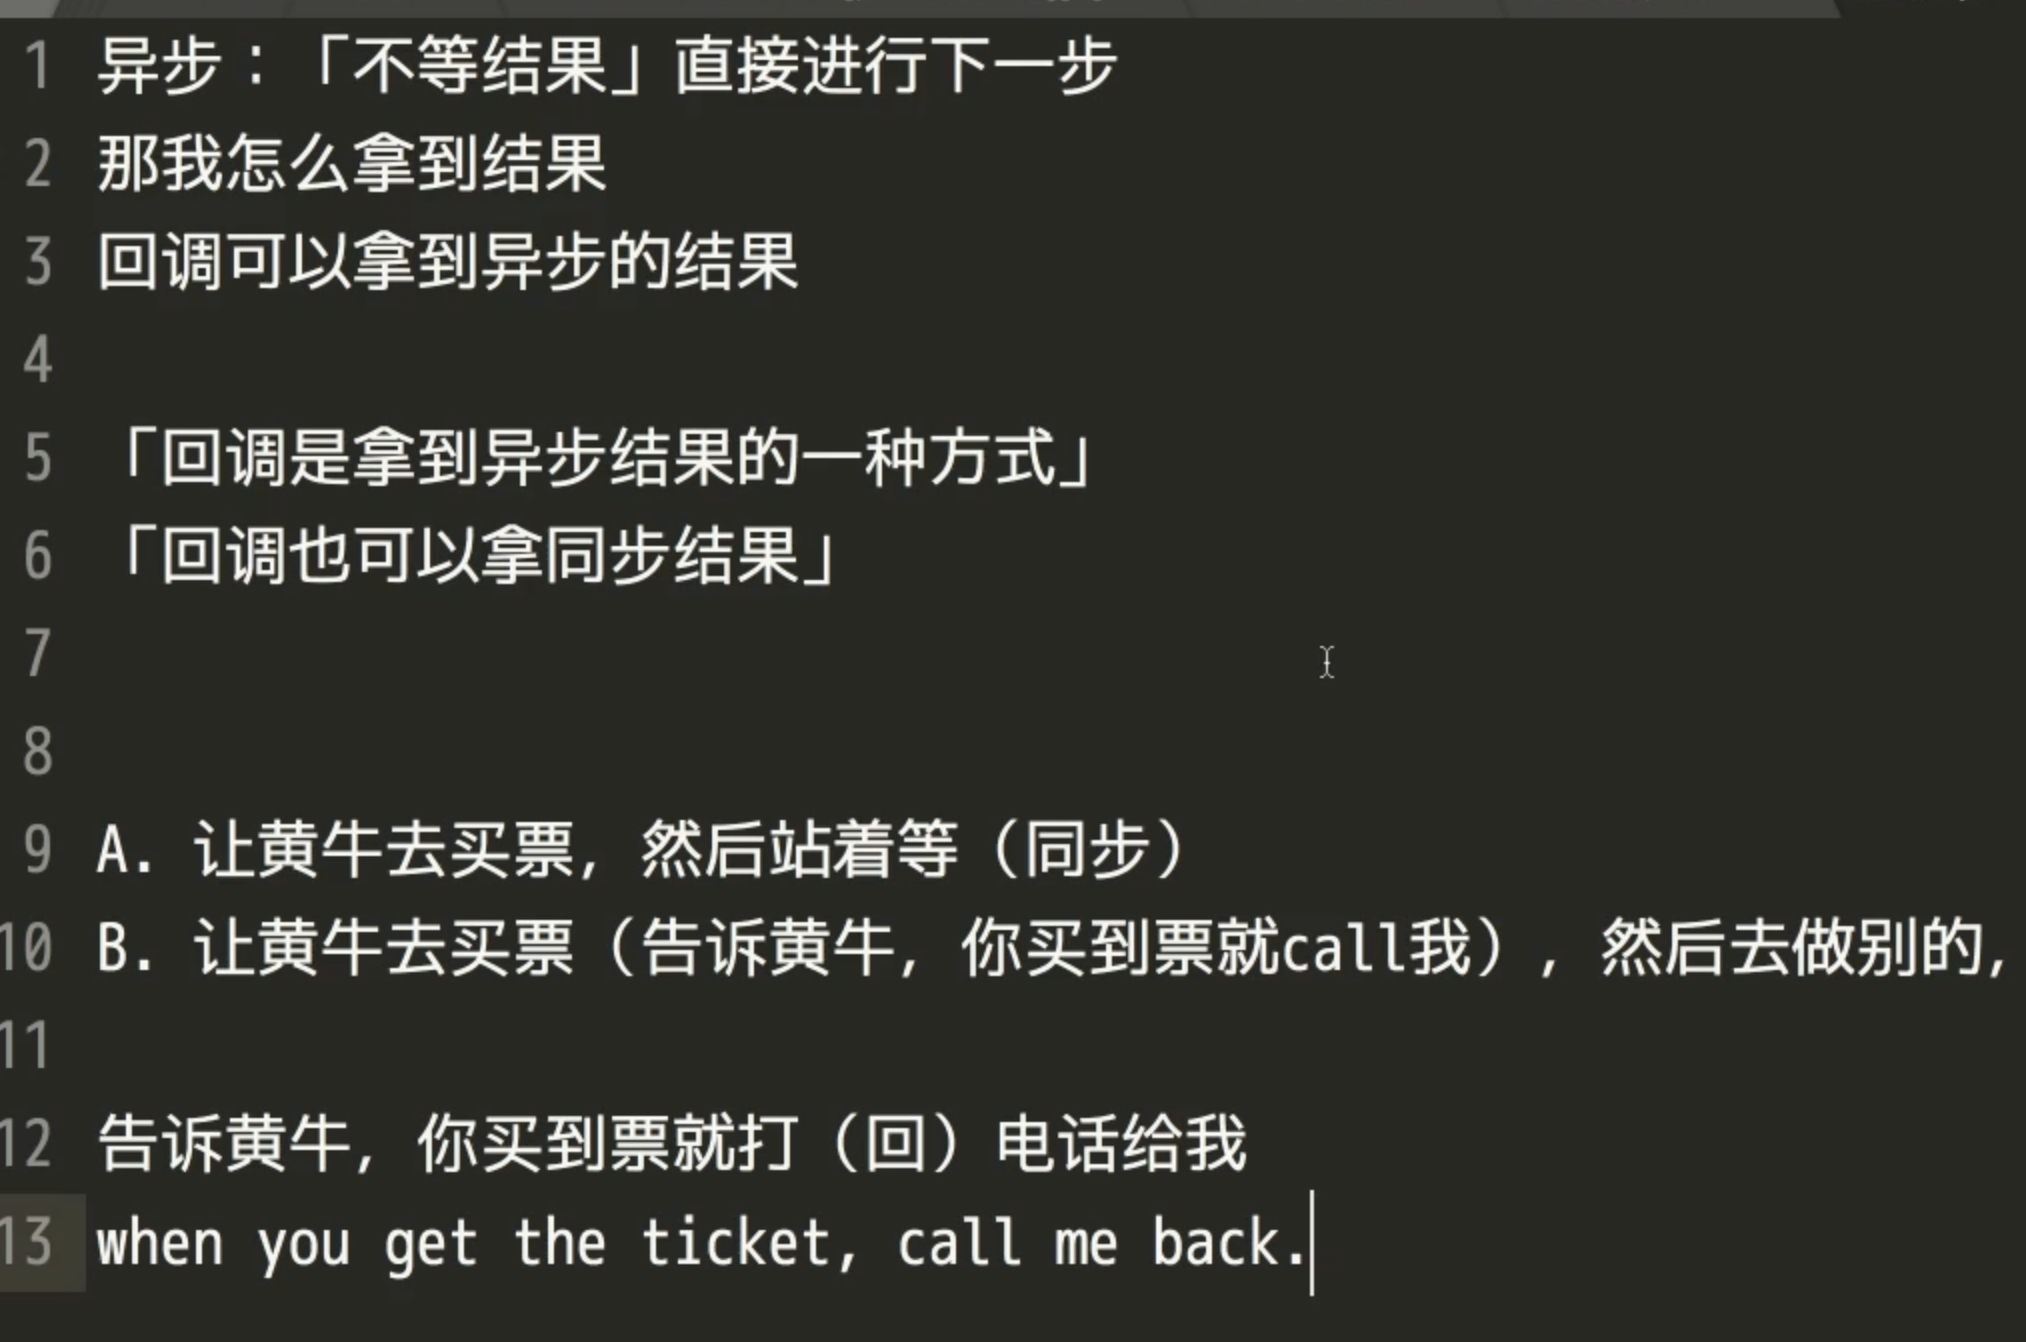 1 异步：「不等结果」直接进行下一步
2 那我怎么拿到结果
3 回调可以拿到异步的结果
4
5 「回调是拿到异步结果的一种方式」
6 「回调也可以拿同步结果」
7
8
9 A. 让黄牛去买票，然后站着等（同步）
10 B. 让黄牛去买票（告诉黄牛，你买到票就call我），然后去做别的，
11
12 告诉黄牛，你买到票就打（回）电话给我
13 when you get the ticket, call me back.